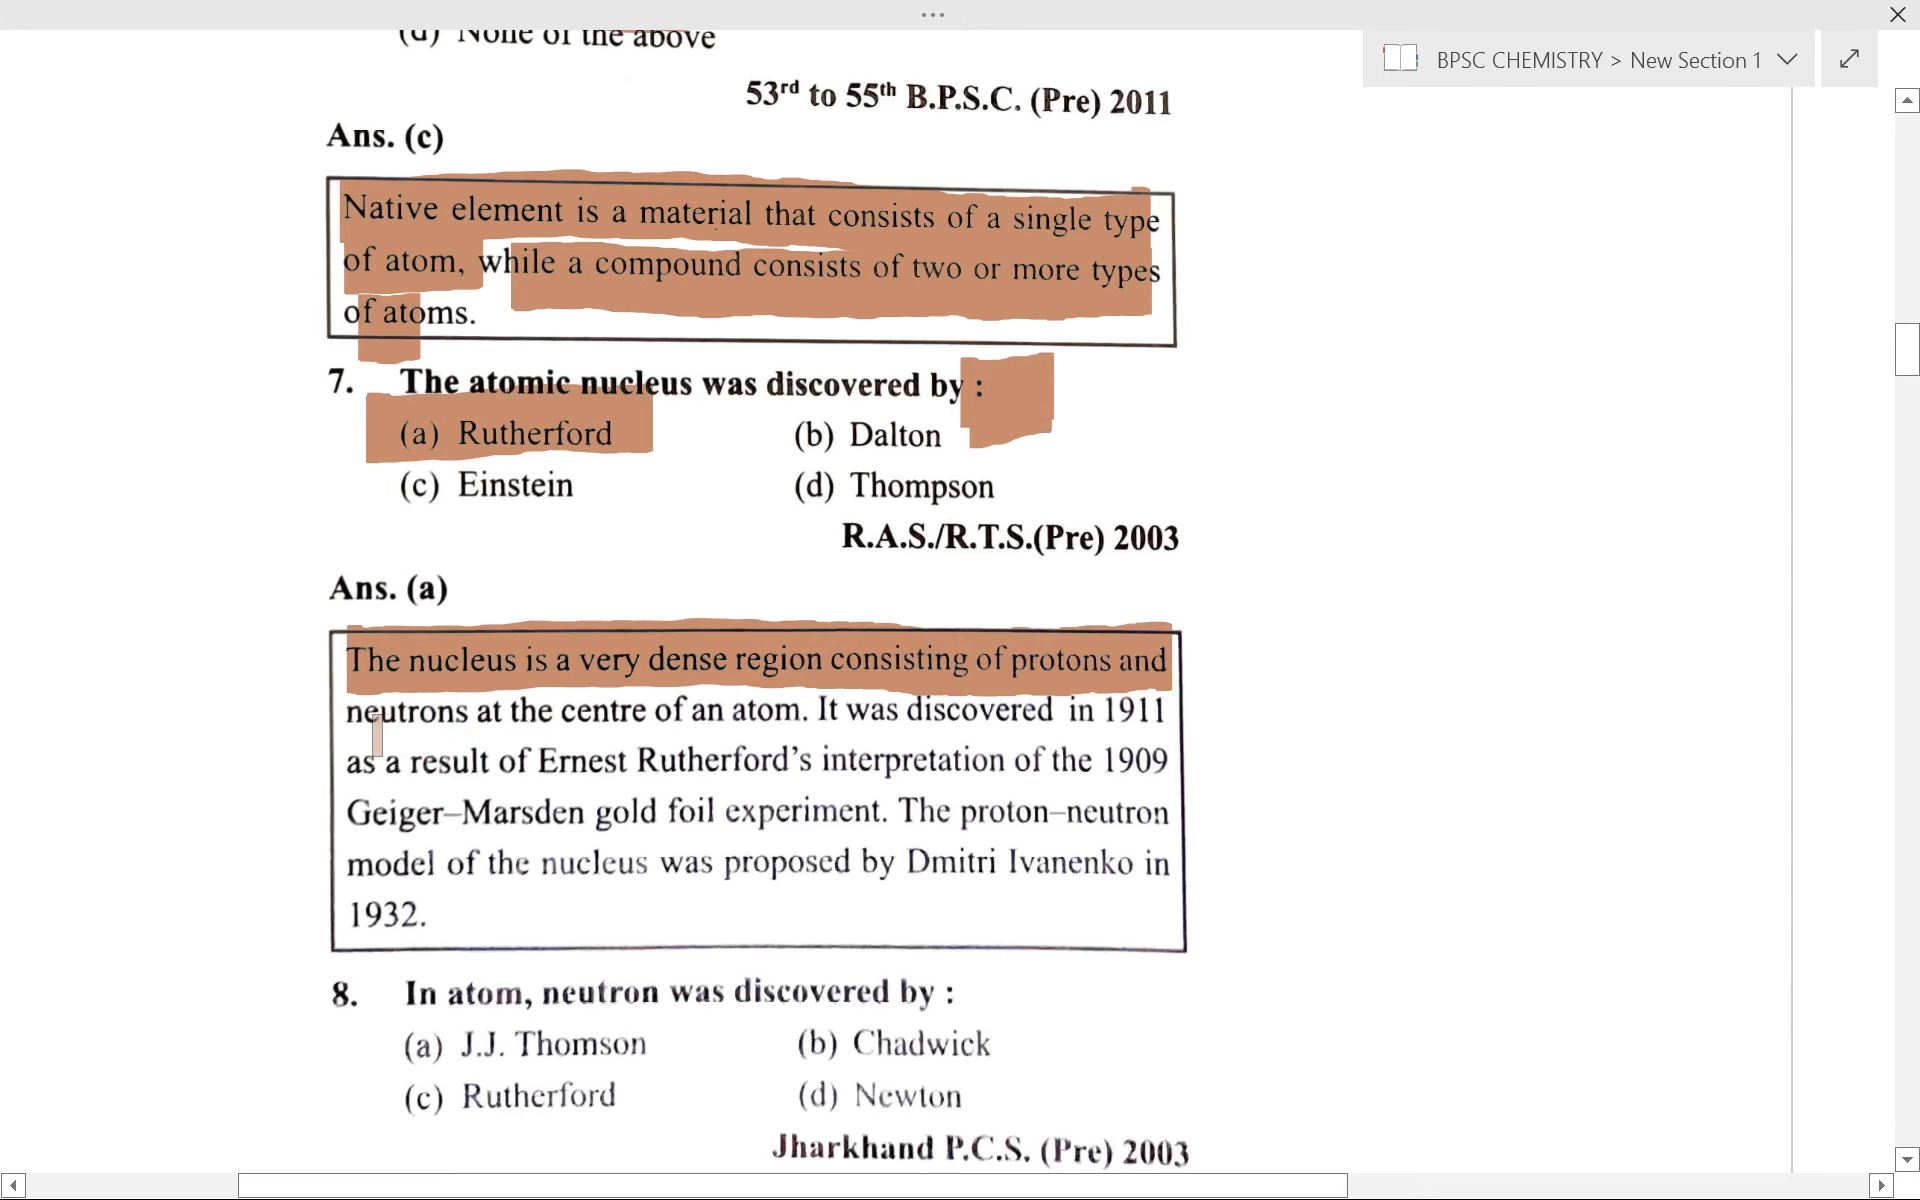 (d) None of the above
BPSC CHEMISTRY > New Section 1
53rd to 55th B.P.S.C. (Pre) 2011
Ans. (c)
Native element is a material that consists of a single type
of atom, while a compound consists of two or more types
of atoms.
7. The atomic nucleus was discovered by :
(a) Rutherford (b) Dalton
(c) Einstein (d) Thompson
R.A.S./R.T.S.(Pre) 2003
Ans. (a)
The nucleus is a very dense region consisting of protons and
neutrons at the centre of an atom. It was discovered in 1911
as a result of Ernest Rutherford's interpretation of the 1909
Geiger–Marsden gold foil experiment. The proton–neutron
model of the nucleus was proposed by Dmitri Ivanenko in
1932.
8. In atom, neutron was discovered by :
(a) J.J. Thomson (b) Chadwick
(c) Rutherford (d) Newton
Jharkhand P.C.S. (Pre) 2003